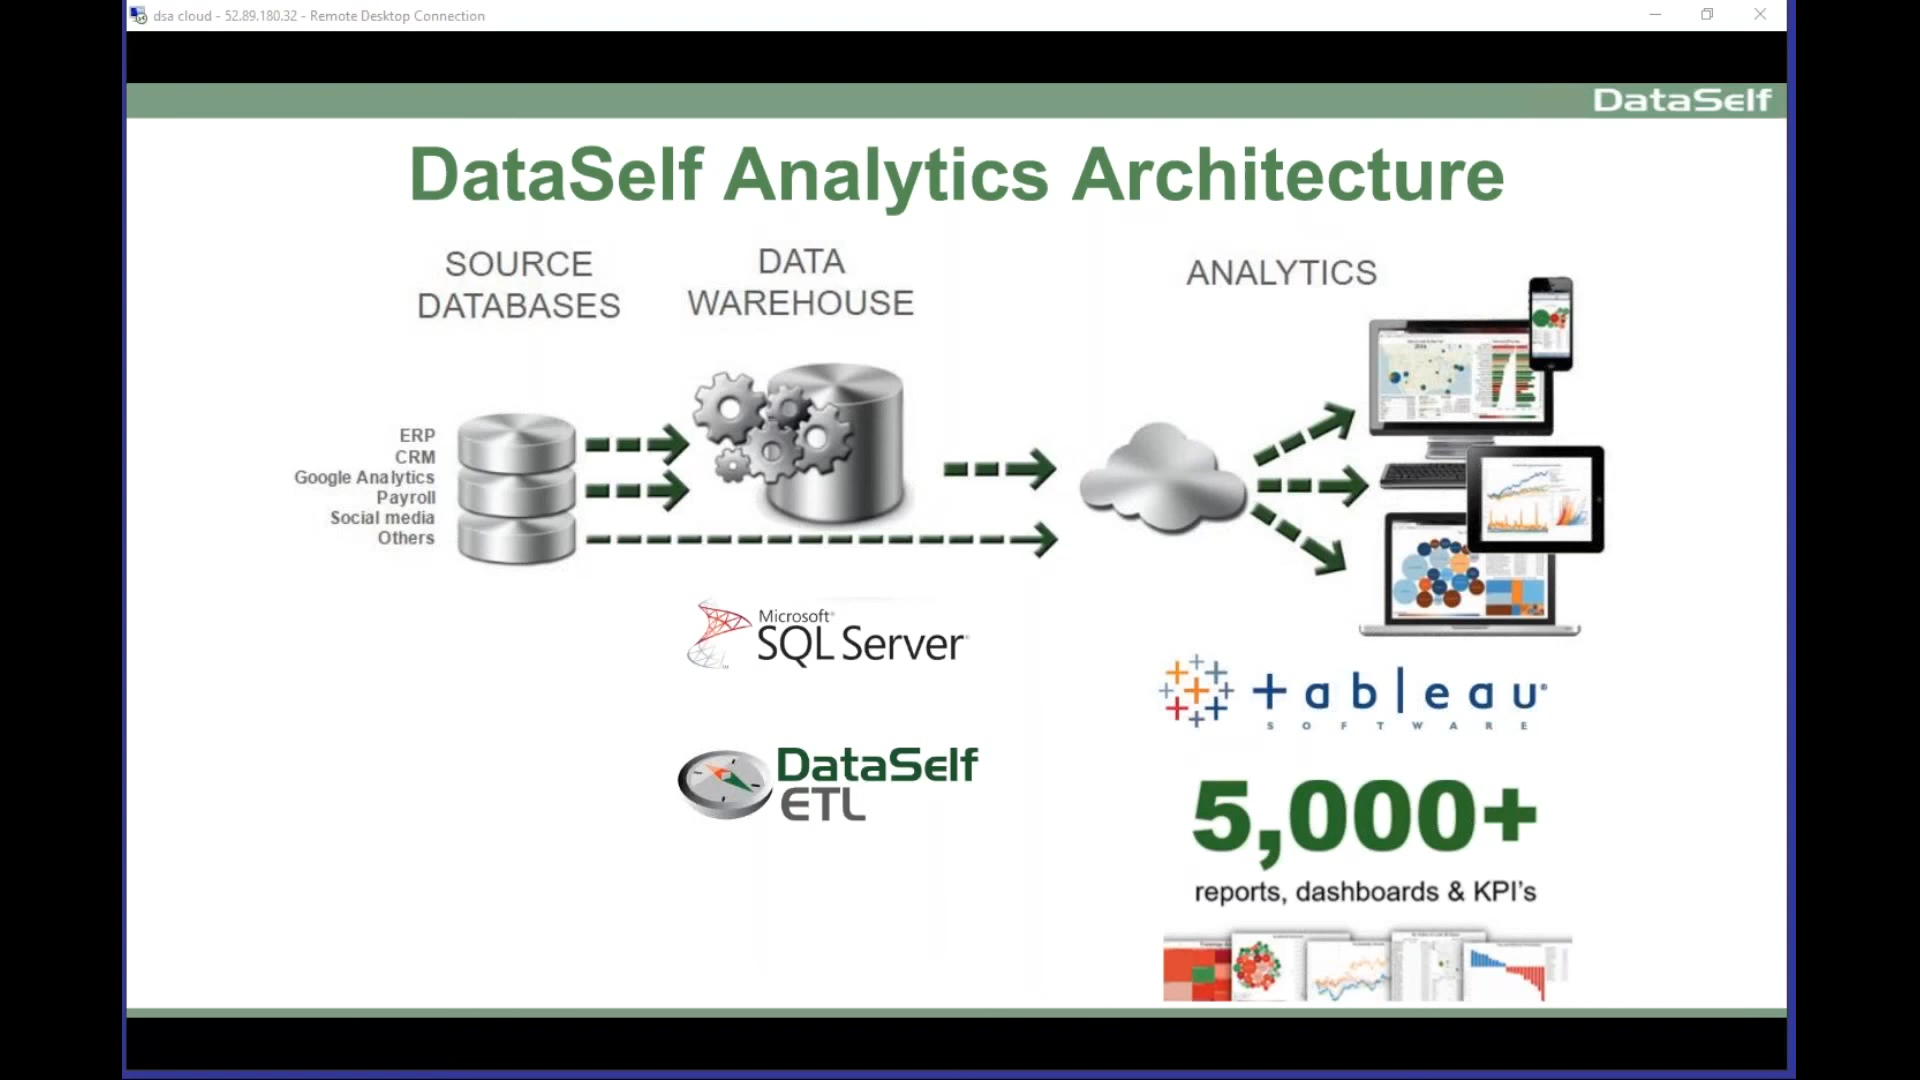 dsa cloud - 52.89.180.32 - Remote Desktop Connection
DataSelf
DataSelf Analytics Architecture
SOURCE
DATABASES
DATA
WAREHOUSE
ANALYTICS
ERP
CRM
Google Analytics
Payroll
Social media
Others
Microsoft®
SQL Server®
+ableau®
SOFTWARE
DataSelf
ETL
5,000+
reports, dashboards & KPI's